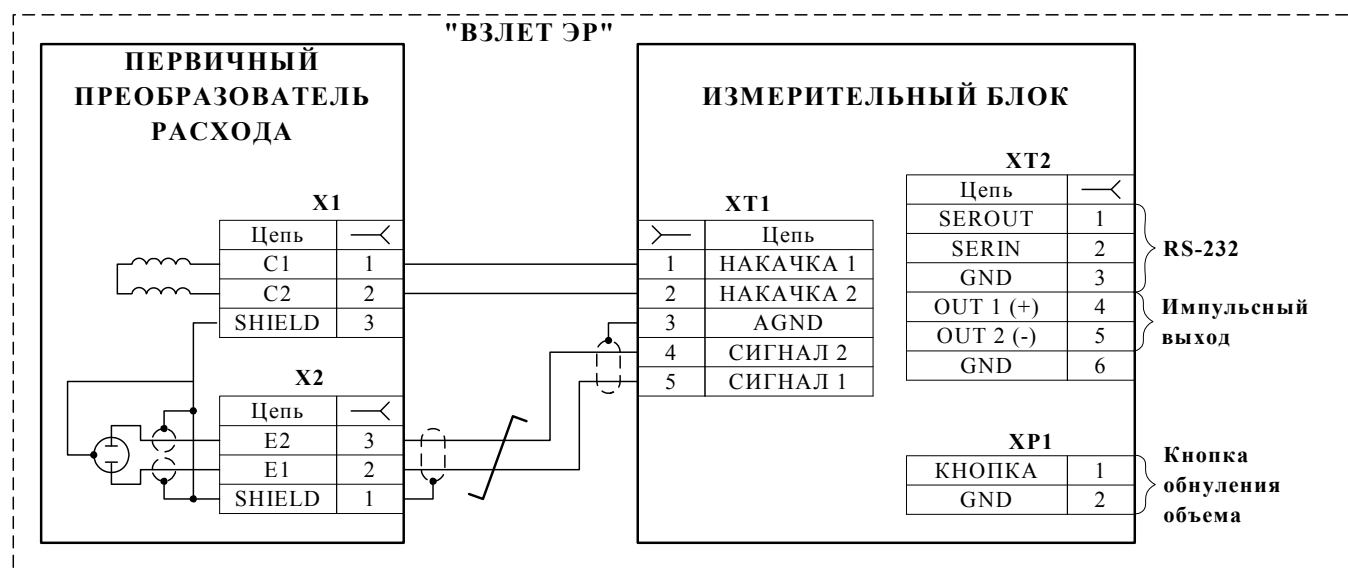 "ВЗЛЕТ ЭР"
ПЕРВИЧНЫЙ
ПРЕОБРАЗОВАТЕЛЬ
РАСХОДА
X1
Цепь
C1 1
C2 2
SHIELD 3
X2
Цепь
E2 3
E1 2
SHIELD 1
ИЗМЕРИТЕЛЬНЫЙ БЛОК
XT1
Цепь
1 НАКАЧКА 1
2 НАКАЧКА 2
3 AGND
4 СИГНАЛ 2
5 СИГНАЛ 1
XT2
Цепь
SEROUT 1
SERIN 2
GND 3
OUT 1 (+) 4
OUT 2 (-) 5
GND 6
RS-232
Импульсный
выход
XP1
КНОПКА 1
GND 2
Кнопка
обнуления
объема